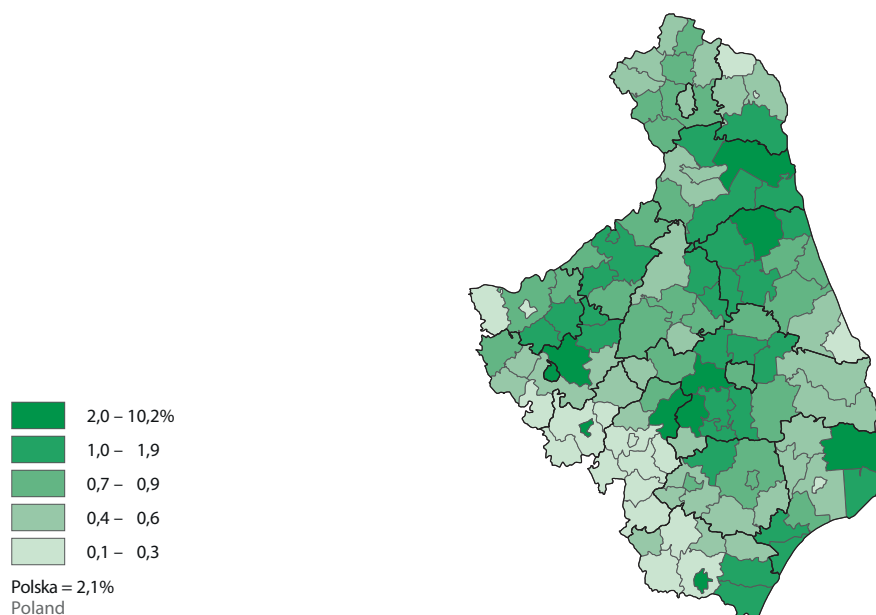 2,0 – 10,2%
1,0 – 1,9
0,7 – 0,9
0,4 – 0,6
0,1 – 0,3
Polska = 2,1%
Poland